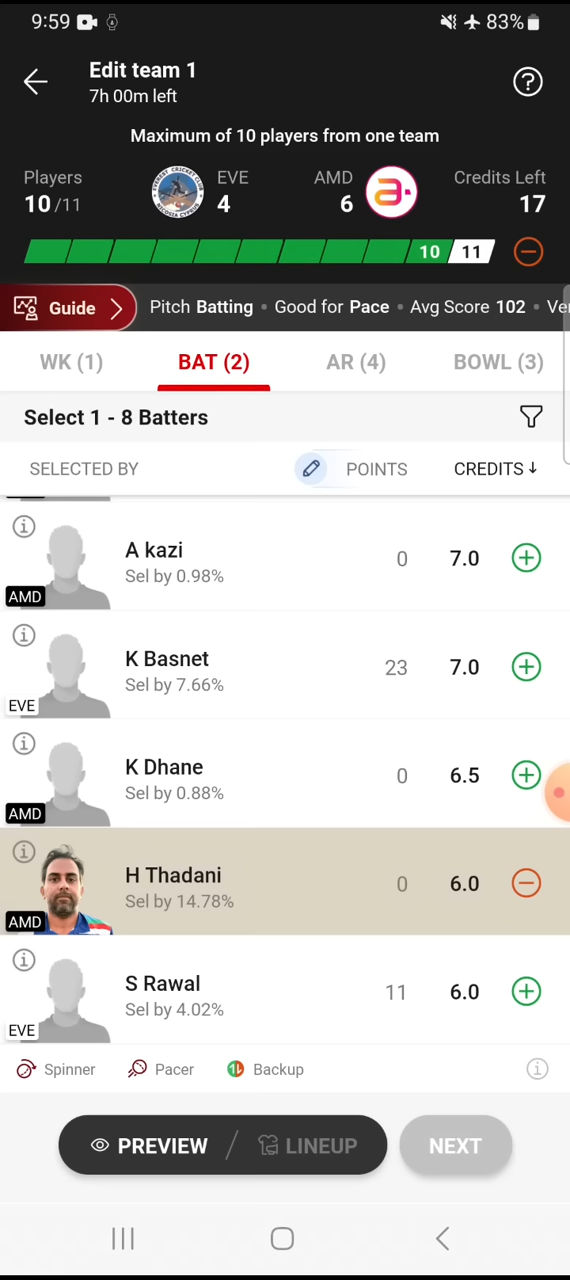 9:59 83%
Edit team 1
7h 00m left
Maximum of 10 players from one team
Players EVE AMD Credits Left
10/11 4 6 17
10 11
Guide Pitch Batting • Good for Pace • Avg Score 102 • Ve
WK (1) BAT (2) AR (4) BOWL (3)
Select 1 - 8 Batters
SELECTED BY POINTS CREDITS ↓
A kazi 0 7.0
Sel by 0.98%
AMD
K Basnet 23 7.0
Sel by 7.66%
EVE
K Dhane 0 6.5
Sel by 0.88%
AMD
H Thadani 0 6.0
Sel by 14.78%
AMD
S Rawal 11 6.0
Sel by 4.02%
EVE
Spinner Pacer Backup
PREVIEW / LINEUP NEXT